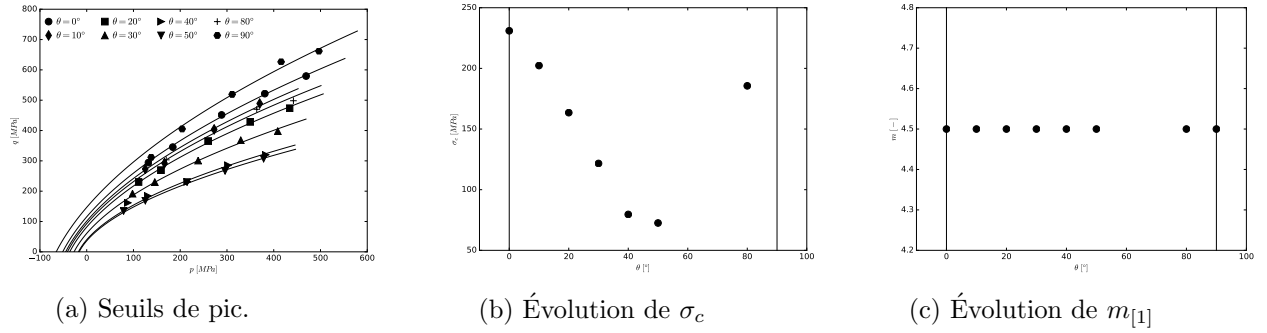 800
700
600
500
400
300
200
100
0
q [MPa]
θ = 0° θ = 20° θ = 40° θ = 80°
θ = 10° θ = 30° θ = 50° θ = 90°
−100 0 100 200 300 400 500 600
p [MPa]
(a) Seuils de pic.
250
200
150
100
50
σc [MPa]
0 20 40 60 80 100
θ [°]
(b) Évolution de σc
4.8
4.7
4.6
4.5
4.4
4.3
4.2
m [−]
0 20 40 60 80 100
θ [°]
(c) Évolution de m[1]